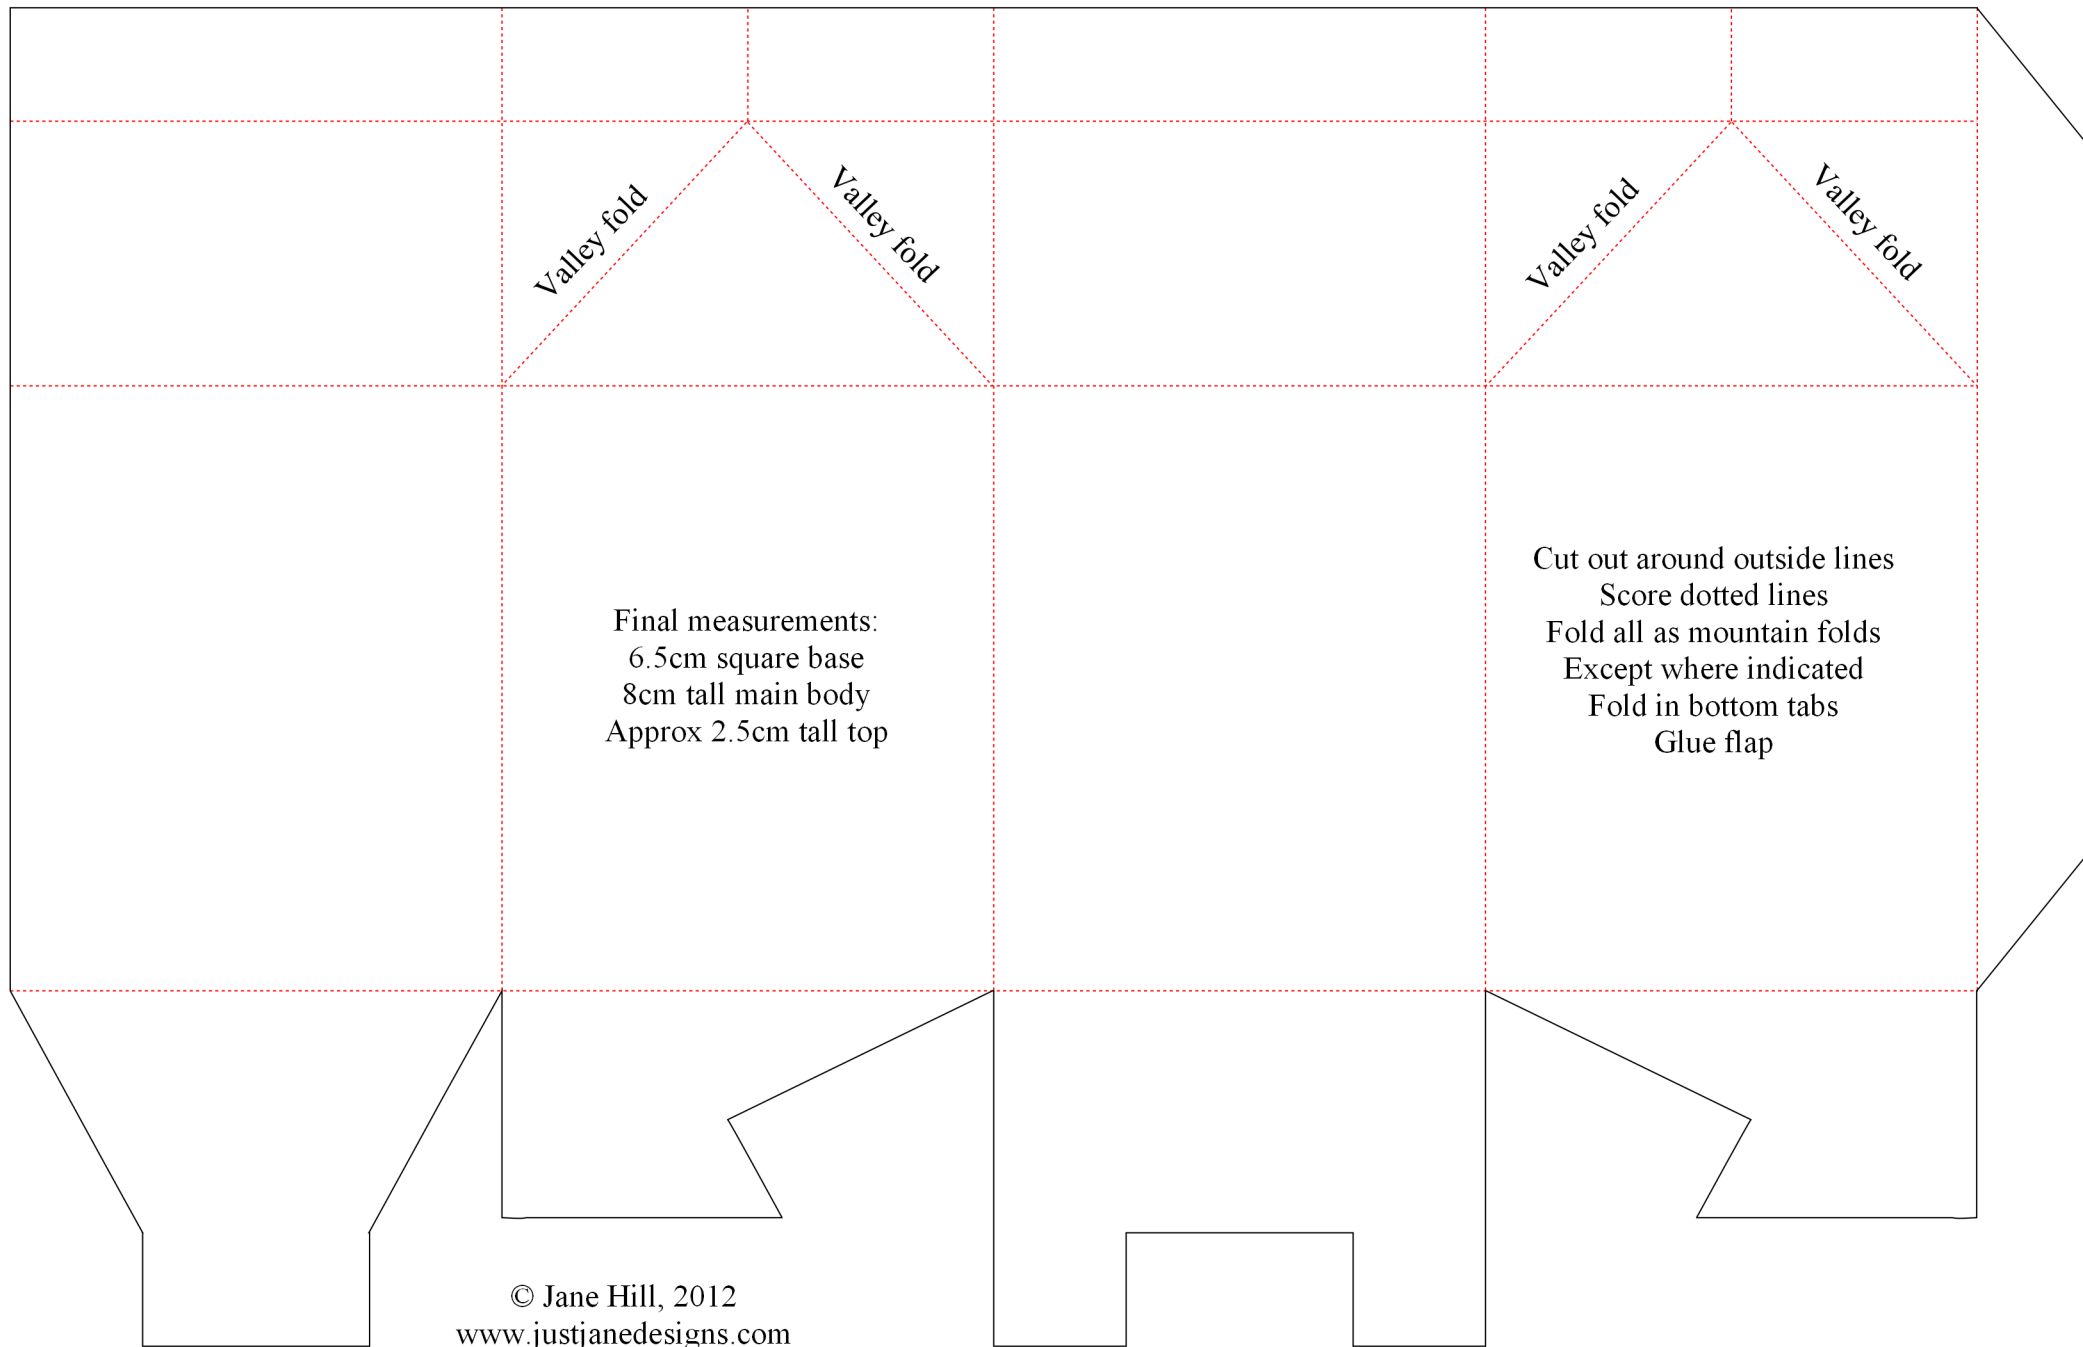 Valley fold
Valley fold
Valley fold
Valley fold
Final measurements:
6.5cm square base
8cm tall main body
Approx 2.5cm tall top
Cut out around outside lines
Score dotted lines
Fold all as mountain folds
Except where indicated
Fold in bottom tabs
Glue flap
© Jane Hill, 2012
www.justjanedesigns.com